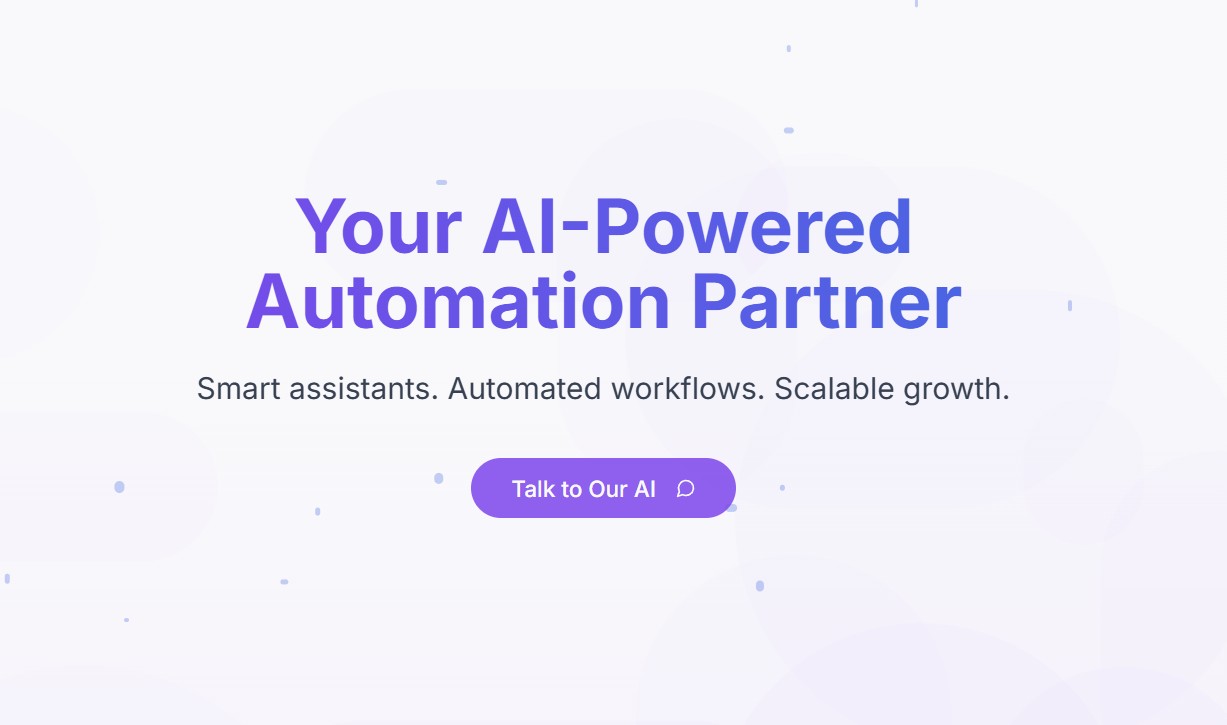 Your AI-Powered
Automation Partner
Smart assistants. Automated workflows. Scalable growth.
Talk to Our AI